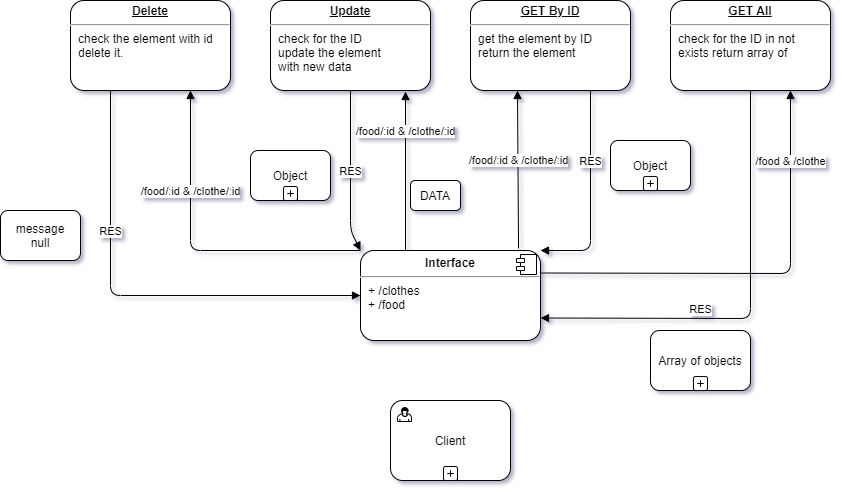 Delete
check the element with id
delete it.
Update
check for the ID
update the element
with new data
GET By ID
get the element by ID
return the element
GET All
check for the ID in not
exists return array of
/food/:id & /clothe/:id
/food/:id & /clothe/:id
/food/:id & /clothe/:id
/food & /clothe
Object
RES
RES
Object
DATA
message
null
RES
Interface
+ /clothes
+ /food
RES
Array of objects
Client